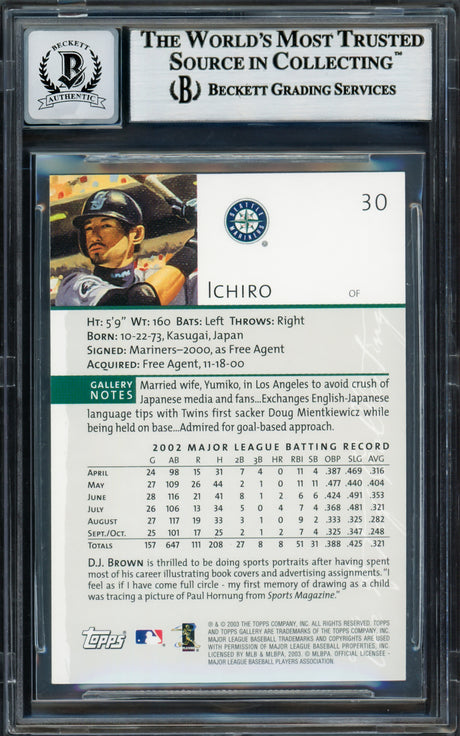 BECKETT
B
AUTHENTIC
THE WORLD'S MOST TRUSTED
SOURCE IN COLLECTING™
(B) BECKETT GRADING SERVICES
30
SEATTLE
MARINERS
®
ICHIRO
OF
HT: 5'9" WT: 160 BATS: Left THROWS: Right
BORN: 10-22-73, Kasugai, Japan
SIGNED: Mariners–2000, as Free Agent
ACQUIRED: Free Agent, 11-18-00
GALLERY NOTES Married wife, Yumiko, in Los Angeles to avoid crush of
Japanese media and fans...Exchanges English-Japanese
language tips with Twins first sacker Doug Mientkiewicz while
being held on base...Admired for goal-based approach.
2002 MAJOR LEAGUE BATTING RECORD
G AB R H 2B 3B HR RBI SB OBP SLG AVG
APRIL 24 98 15 31 7 4 0 11 4 .387 .469 .316
MAY 27 109 26 44 2 1 0 11 11 .477 .440 .404
JUNE 28 116 21 41 8 1 2 6 6 .424 .491 .353
JULY 26 106 13 34 5 0 4 7 4 .368 .481 .321
AUGUST 27 117 19 33 3 1 0 9 2 .333 .325 .282
SEPT./OCT. 25 101 17 25 2 1 2 7 4 .325 .347 .248
TOTALS 157 647 111 208 27 8 8 51 31 .388 .425 .321
D.J. BROWN is thrilled to be doing sports portraits after having spent
most of his career illustrating book covers and advertising assignments. "I
feel as if I have come full circle - my first memory of drawing as a child
was tracing a picture of Paul Hornung from Sports Magazine."
topps
® & © 2003 THE TOPPS COMPANY, INC. ALL RIGHTS RESERVED. TOPPS
AND TOPPS GALLERY ARE TRADEMARKS OF THE TOPPS COMPANY, INC.
MAJOR LEAGUE BASEBALL TRADEMARKS AND COPYRIGHTS ARE USED
WITH PERMISSION OF MAJOR LEAGUE BASEBALL PROPERTIES, INC.
LICENSED BY MLB & MLBPA, 2003. © MLBPA, OFFICIAL LICENSEE -
MAJOR LEAGUE BASEBALL PLAYERS ASSOCIATION.